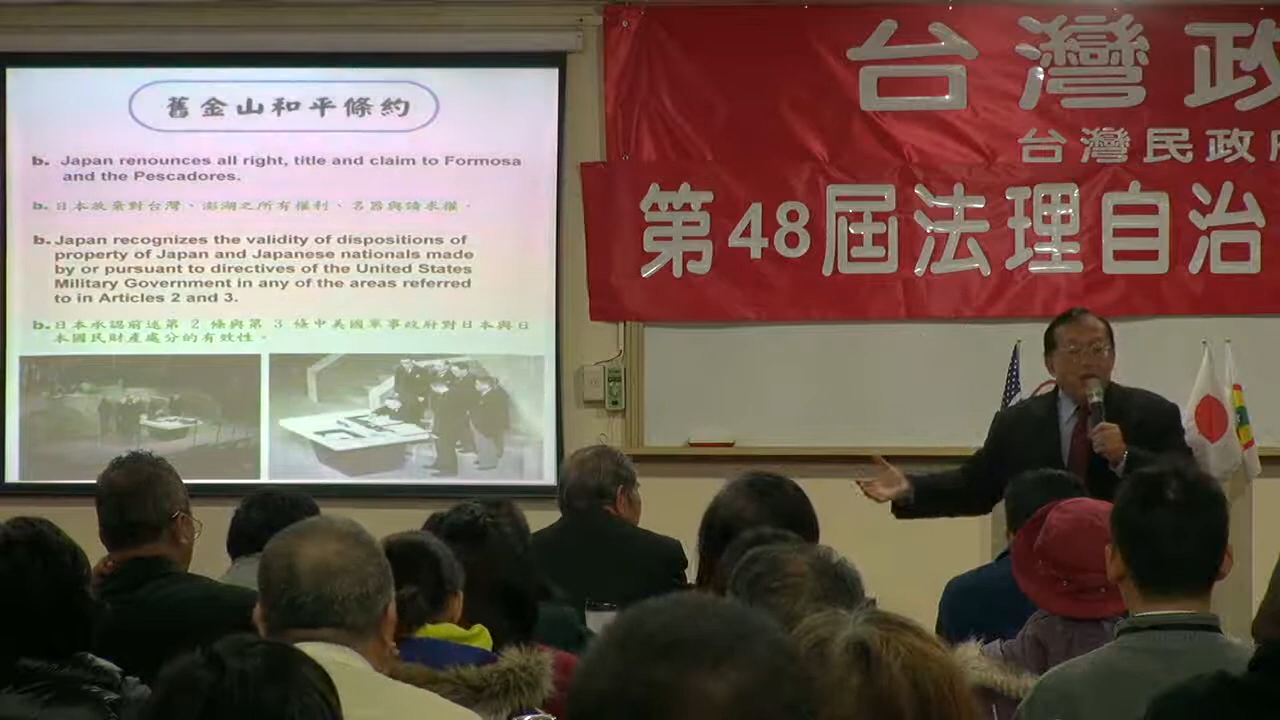 舊金山和平條約
b. Japan renounces all right, title and claim to Formosa
and the Pescadores.
b. 日本放棄對台灣、澎湖之所有權利、名器與請求權.
b. Japan recognizes the validity of dispositions of
property of Japan and Japanese nationals made
by or pursuant to directives of the United States
Military Government in any of the areas referred
to in Articles 2 and 3.
b. 日本承認前述第 2 條與第 3 條中美國軍事政府對日本與日
本國民財產處分的有效性。
台灣政
台灣民政府
第48屆法理自治